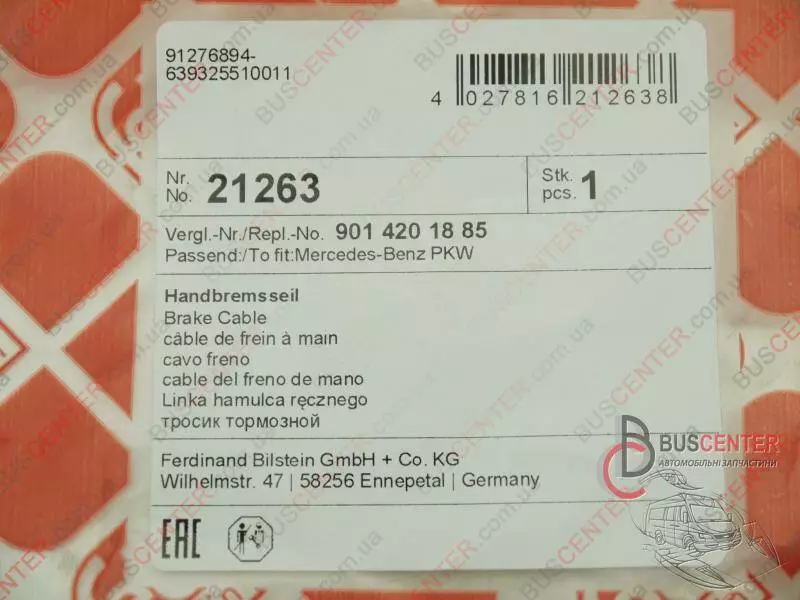 91276894-
639325510011
4 027816 212638
Nr.
No. 21263
Stk.
pcs. 1
Vergl.-Nr./Repl.-No. 901 420 18 85
Passend:/To fit:Mercedes-Benz PKW
Handbremsseil
Brake Cable
câble de frein à main
cavo freno
cable del freno de mano
Linka hamulca ręcznego
тросик тормозной
Ferdinand Bilstein GmbH + Co. KG
Wilhelmstr. 47 | 58256 Ennepetal | Germany
EAC
BUSCENTER
АВТОМОБІЛЬНІ ЗАПЧАСТИНИ
BUSCENTER.com.ua